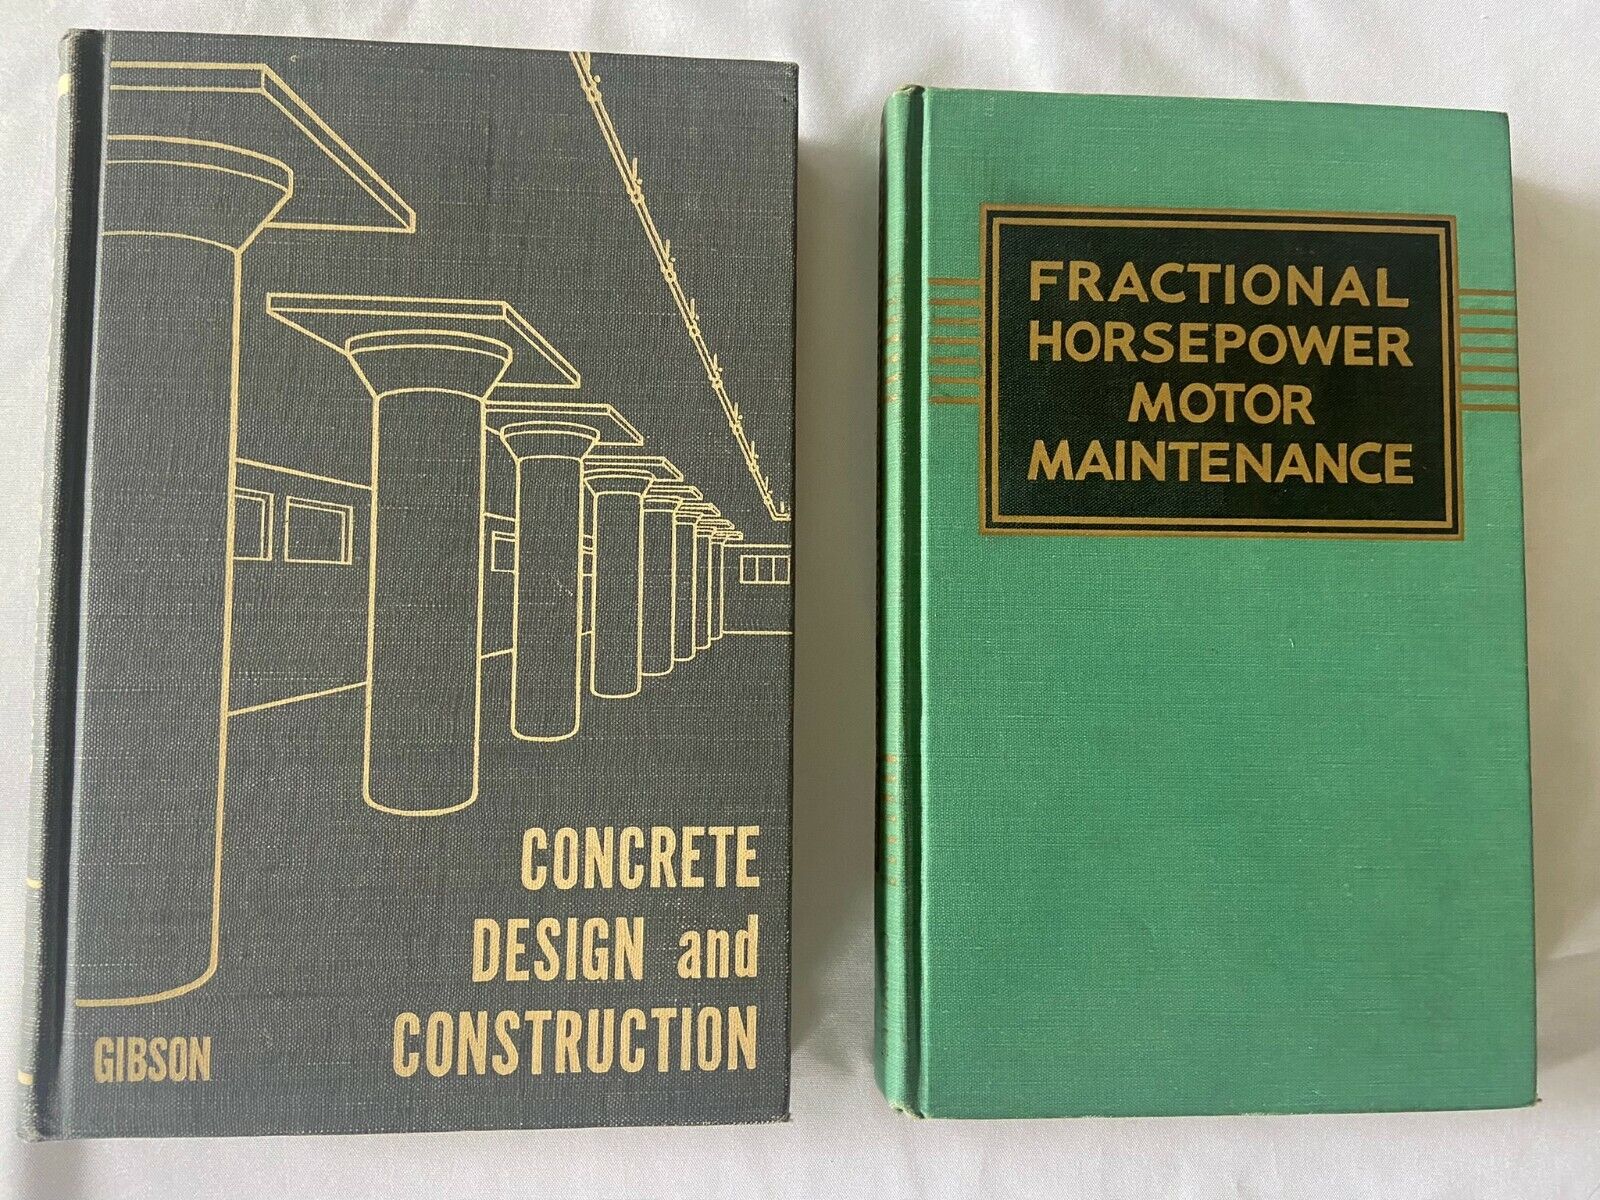 CONCRETE
DESIGN and
CONSTRUCTION
GIBSON
FRACTIONAL
HORSEPOWER
MOTOR
MAINTENANCE